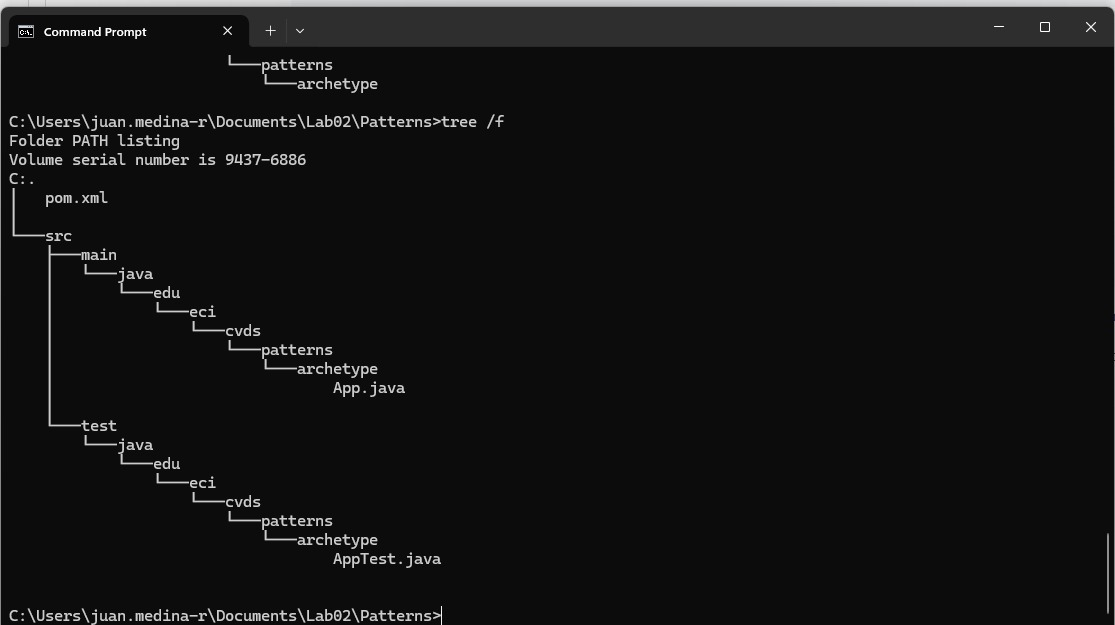 Command Prompt
└───patterns
└───archetype
C:\Users\juan.medina-r\Documents\Lab02\Patterns>tree /f
Folder PATH listing
Volume serial number is 9437-6886
C:.
│   pom.xml
│
└───src
    ├───main
    │   └───java
    │       └───edu
    │           └───eci
    │               └───cvds
    │                   └───patterns
    │                       └───archetype
    │                               App.java
    │
    └───test
        └───java
            └───edu
                └───eci
                    └───cvds
                        └───patterns
                            └───archetype
                                    AppTest.java
C:\Users\juan.medina-r\Documents\Lab02\Patterns>